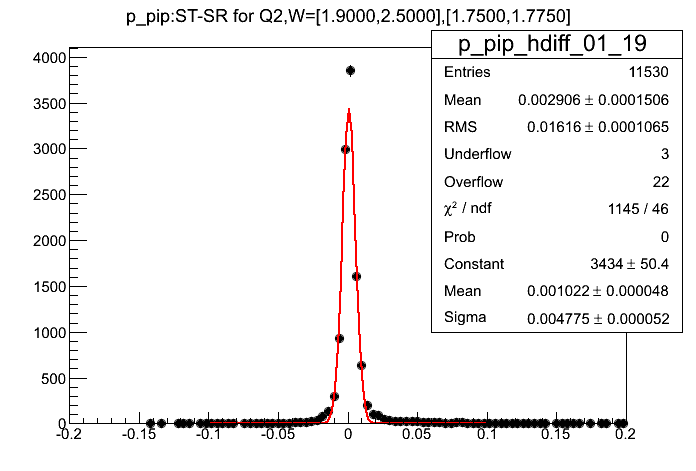 p_pip:ST-SR for Q2,W=[1.9000,2.5000],[1.7500,1.7750]
p_pip_hdiff_01_19
Entries 11530
Mean 0.002906 ± 0.0001506
RMS 0.01616 ± 0.0001065
Underflow 3
Overflow 22
χ² / ndf 1145 / 46
Prob 0
Constant 3434 ± 50.4
Mean 0.001022 ± 0.000048
Sigma 0.004775 ± 0.000052
4000
3500
3000
2500
2000
1500
1000
500
0
-0.2 -0.15 -0.1 -0.05 0 0.05 0.1 0.15 0.2